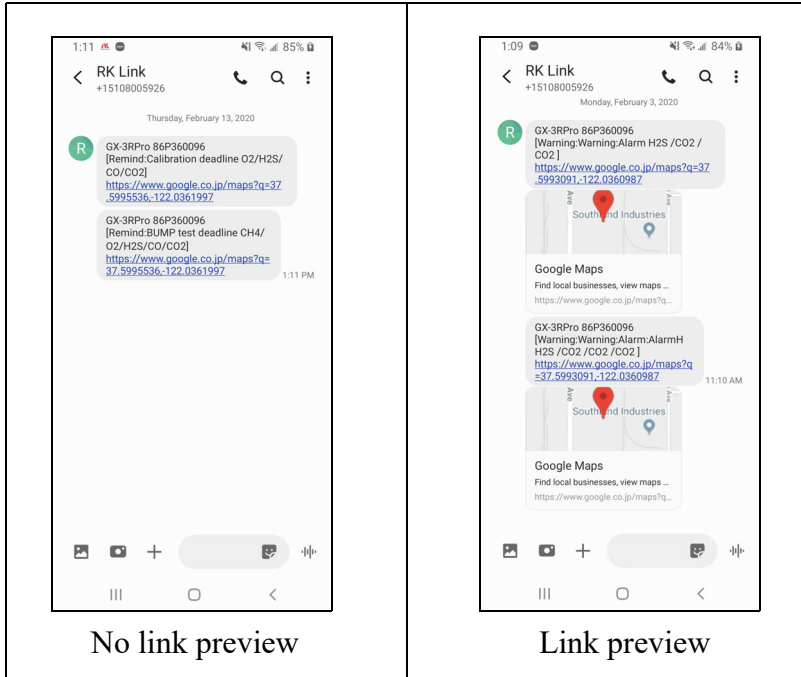 1:11 85%
RK Link
+15108005926
Thursday, February 13, 2020
R
GX-3RPro 86P360096
[Remind:Calibration deadline O2/H2S/
CO/CO2]
https://www.google.co.jp/maps?q=37
.5995536,-122.0361997
GX-3RPro 86P360096
[Remind:BUMP test deadline CH4/
O2/H2S/CO/CO2]
https://www.google.co.jp/maps?q=
37.5995536,-122.0361997
1:11 PM
No link preview
1:09 84%
RK Link
+15108005926
Monday, February 3, 2020
R
GX-3RPro 86P360096
[Warning:Warning:Alarm H2S /CO2 /
CO2 ]
https://www.google.co.jp/maps?q=37
.5993091,-122.0360987
Ave
South nd Industries
Google Maps
Find local businesses, view maps …
https://www.google.co.jp/maps?q...
GX-3RPro 86P360096
[Warning:Warning:Alarm:AlarmH
H2S /CO2 /CO2 /CO2 ]
https://www.google.co.jp/maps?q
=37.5993091,-122.0360987
11:10 AM
Ave
South nd Industries
Ave
Google Maps
Find local businesses, view maps …
https://www.google.co.jp/maps?q...
Link preview